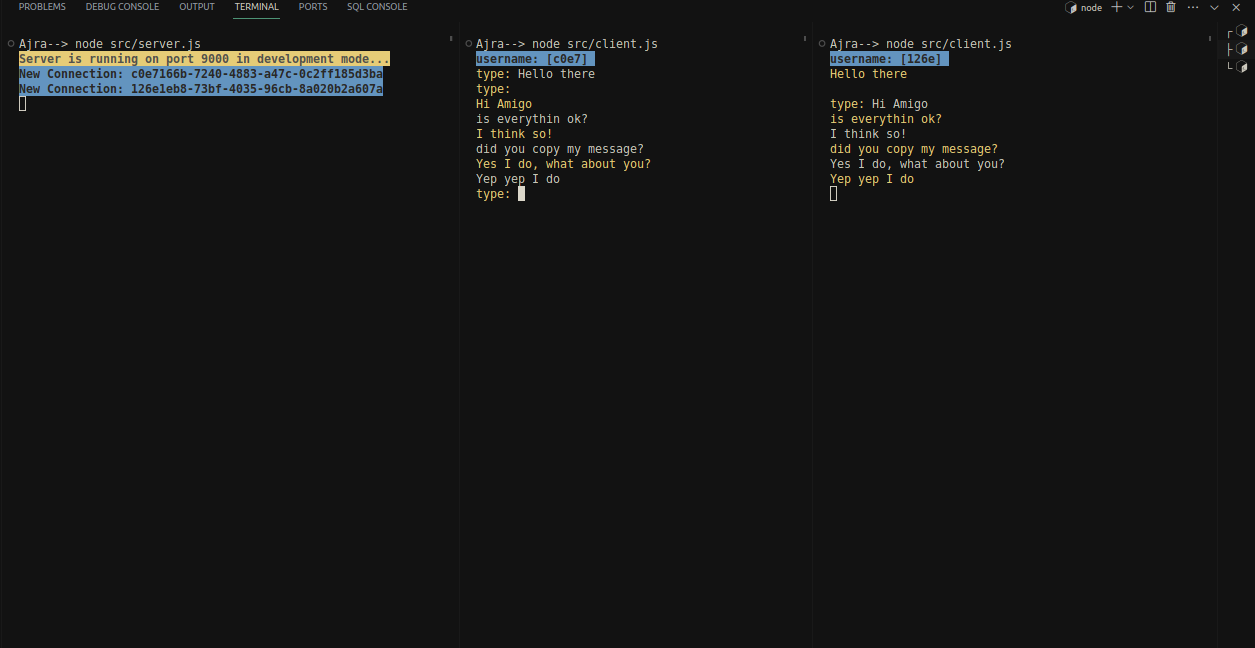 PROBLEMS DEBUG CONSOLE OUTPUT TERMINAL PORTS SQL CONSOLE
node
Ajra--> node src/server.js
Server is running on port 9000 in development mode...
New Connection: c0e7166b-7240-4883-a47c-0c2ff185d3ba
New Connection: 126e1eb8-73bf-4035-96cb-8a020b2a607a
Ajra--> node src/client.js
username: [c0e7]
type: Hello there
type:
Hi Amigo
is everythin ok?
I think so!
did you copy my message?
Yes I do, what about you?
Yep yep I do
type:
Ajra--> node src/client.js
username: [126e]
Hello there
type: Hi Amigo
is everythin ok?
I think so!
did you copy my message?
Yes I do, what about you?
Yep yep I do